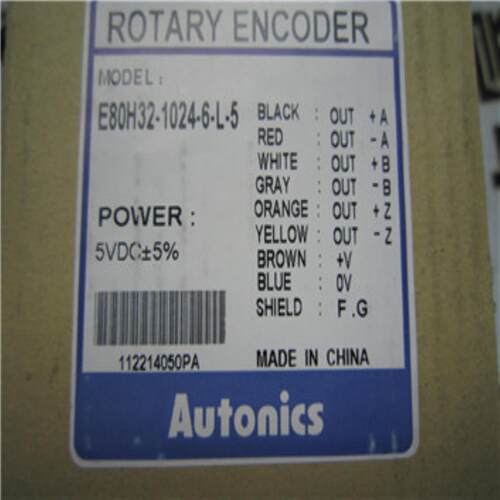 ROTARY ENCODER
MODEL :
E80H32-1024-6-L-5
POWER :
5VDC±5%
112214050PA
BLACK : OUT +A
RED : OUT -A
WHITE : OUT +B
GRAY : OUT -B
ORANGE : OUT +Z
YELLOW : OUT -Z
BROWN : +V
BLUE : 0V
SHIELD : F.G
MADE IN CHINA
Autonics